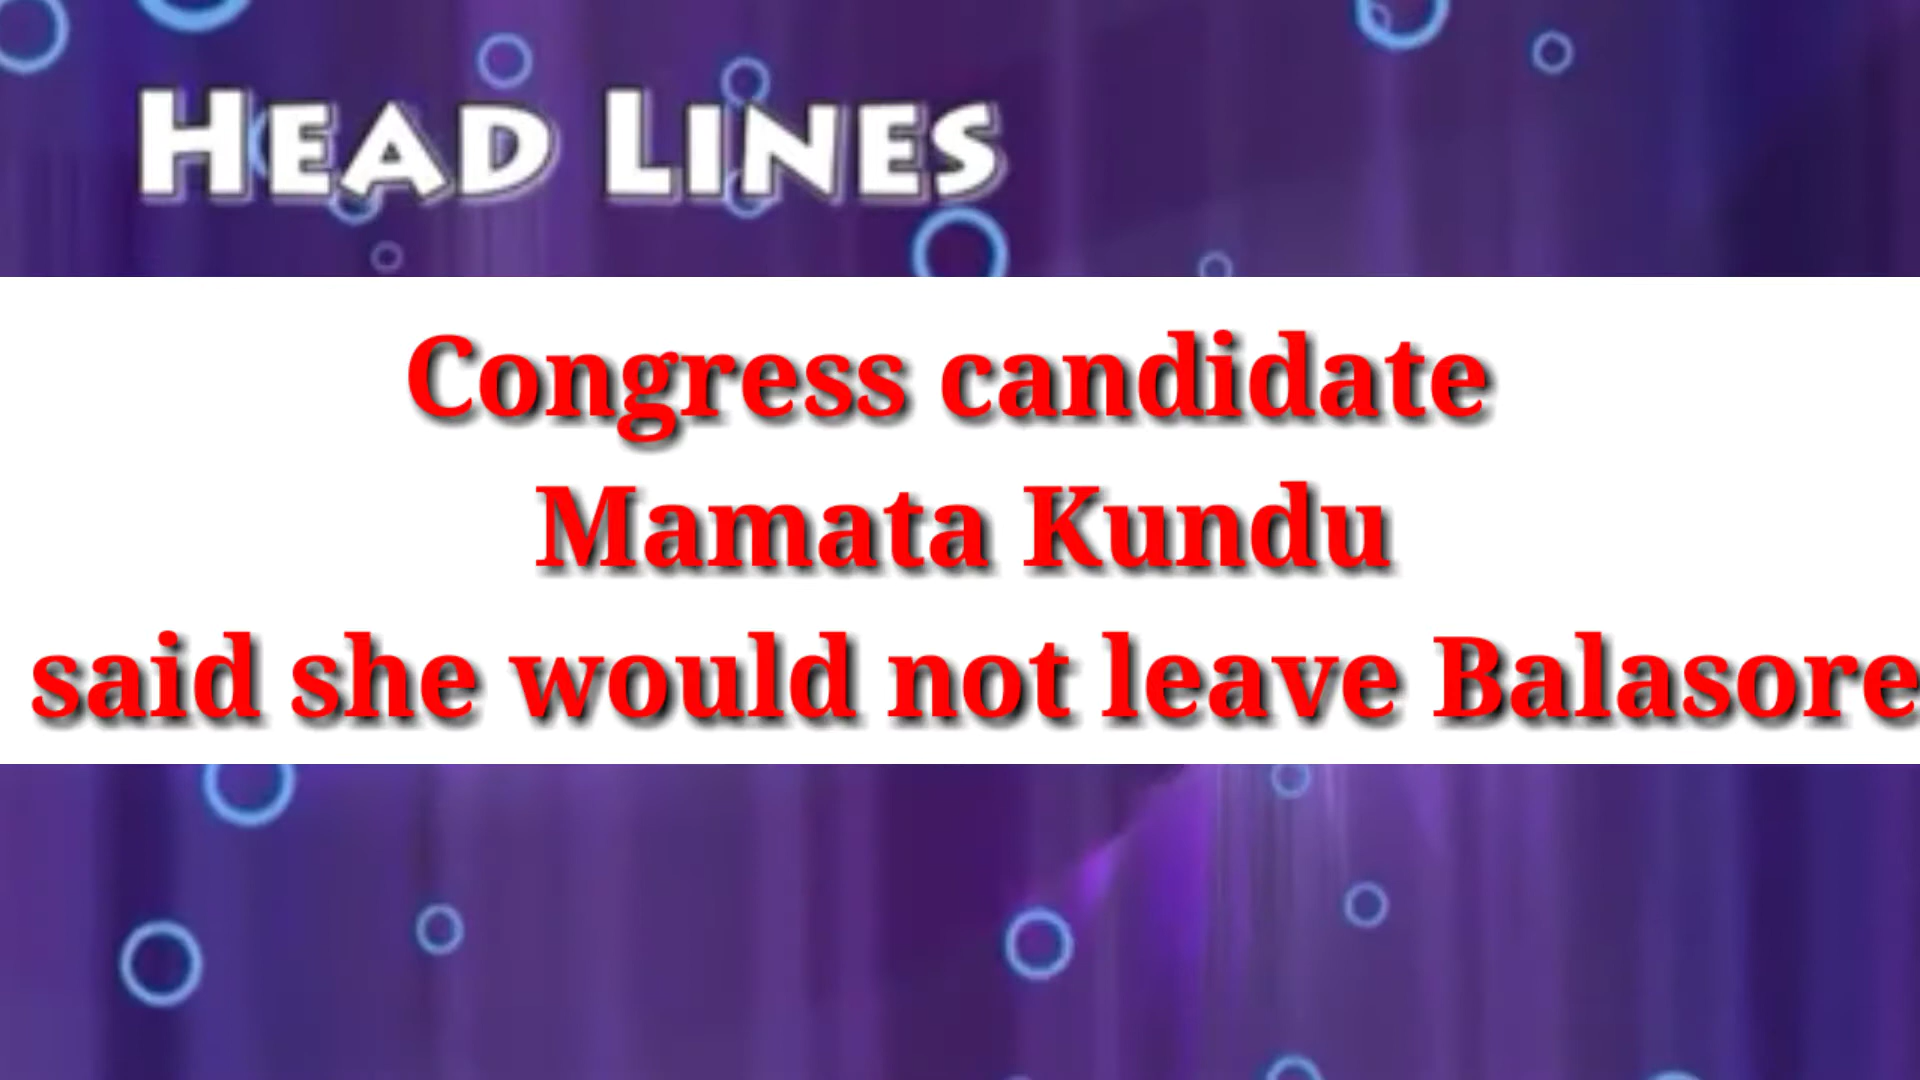 HEAD LINES
Congress candidate
Mamata Kundu
said she would not leave Balasore